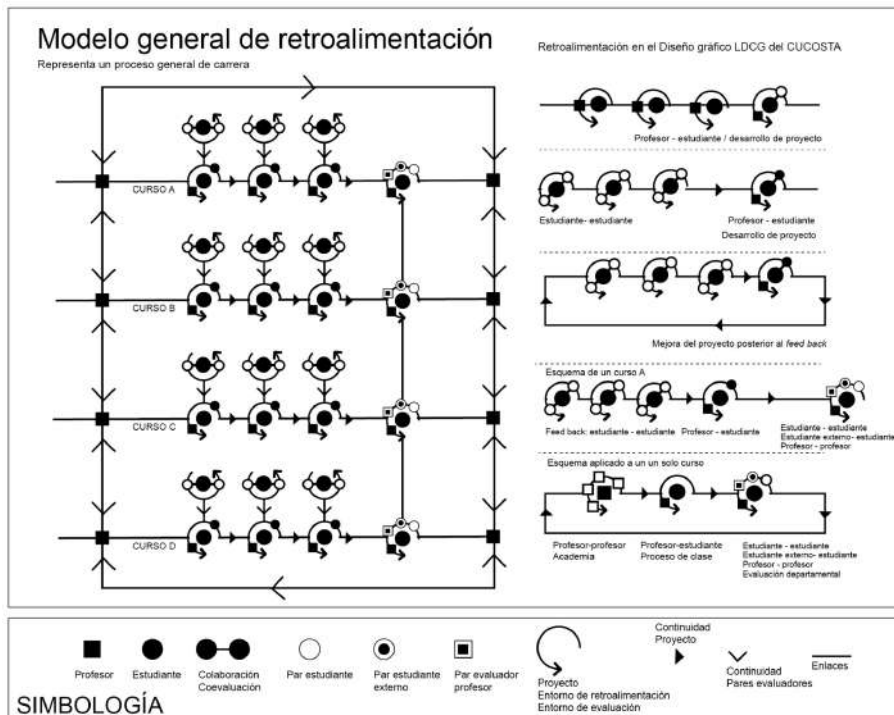 Modelo general de retroalimentación
Representa un proceso general de carrera
CURSO A
CURSO B
CURSO C
CURSO D
Retroalimentación en el Diseño gráfico LDCG del CUCOSTA
Profesor - estudiante / desarrollo de proyecto
Estudiante- estudiante
Profesor - estudiante
Desarrollo de proyecto
Mejora del proyecto posterior al feed back
Esquema de un curso A
Feed back: estudiante - estudiante
Profesor - estudiante
Estudiante - estudiante
Estudiante externo- estudiante
Profesor - profesor
Esquema aplicado a un un solo curso
Profesor-profesor
Academia
Profesor-estudiante
Proceso de clase
Estudiante - estudiante
Estudiante externo- estudiante
Profesor - profesor
Evaluación departamental
Profesor
Estudiante
Colaboración
Coevaluación
Par estudiante
Par estudiante
externo
Par evaluador
profesor
Proyecto
Entorno de retroalimentación
Entorno de evaluación
Continuidad
Proyecto
Continuidad
Pares evaluadores
Enlaces
SIMBOLOGÍA